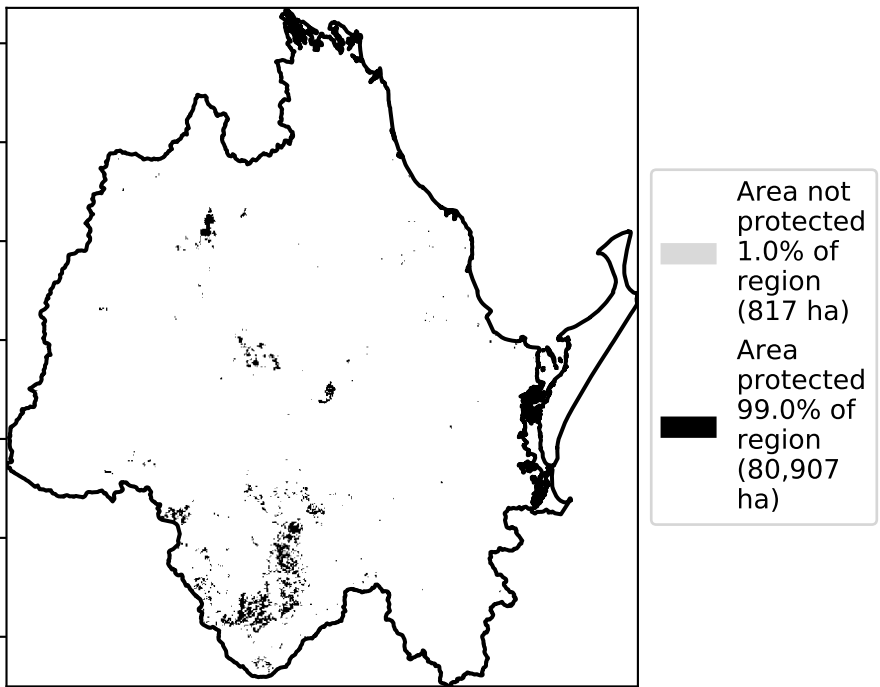 Area not
protected
1.0% of
region
(817 ha)
Area
protected
99.0% of
region
(80,907
ha)